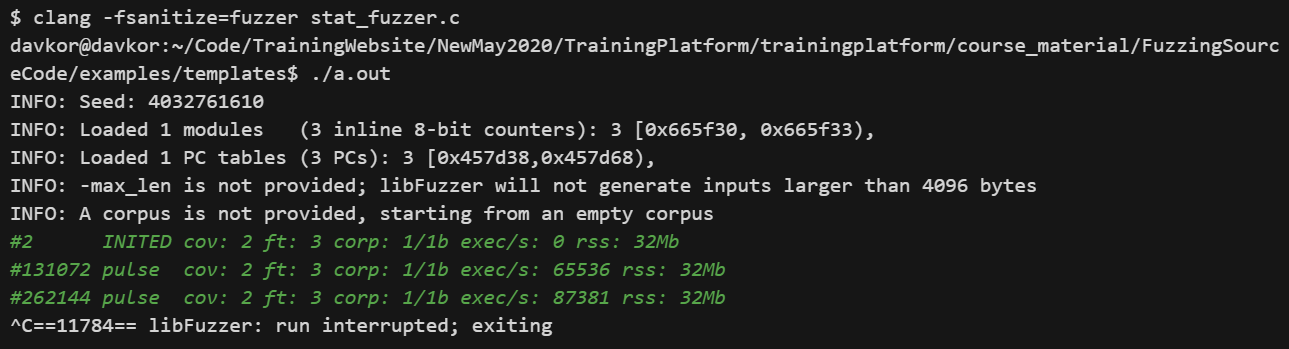 $ clang -fsanitize=fuzzer stat_fuzzer.c
davkor@davkor:~/Code/TrainingWebsite/NewMay2020/TrainingPlatform/trainingplatform/course_material/FuzzingSourc
eCode/examples/templates$ ./a.out
INFO: Seed: 4032761610
INFO: Loaded 1 modules   (3 inline 8-bit counters): 3 [0x665f30, 0x665f33),
INFO: Loaded 1 PC tables (3 PCs): 3 [0x457d38,0x457d68),
INFO: -max_len is not provided; libFuzzer will not generate inputs larger than 4096 bytes
INFO: A corpus is not provided, starting from an empty corpus
#2      INITED cov: 2 ft: 3 corp: 1/1b exec/s: 0 rss: 32Mb
#131072 pulse  cov: 2 ft: 3 corp: 1/1b exec/s: 65536 rss: 32Mb
#262144 pulse  cov: 2 ft: 3 corp: 1/1b exec/s: 87381 rss: 32Mb
^C==11784== libFuzzer: run interrupted; exiting